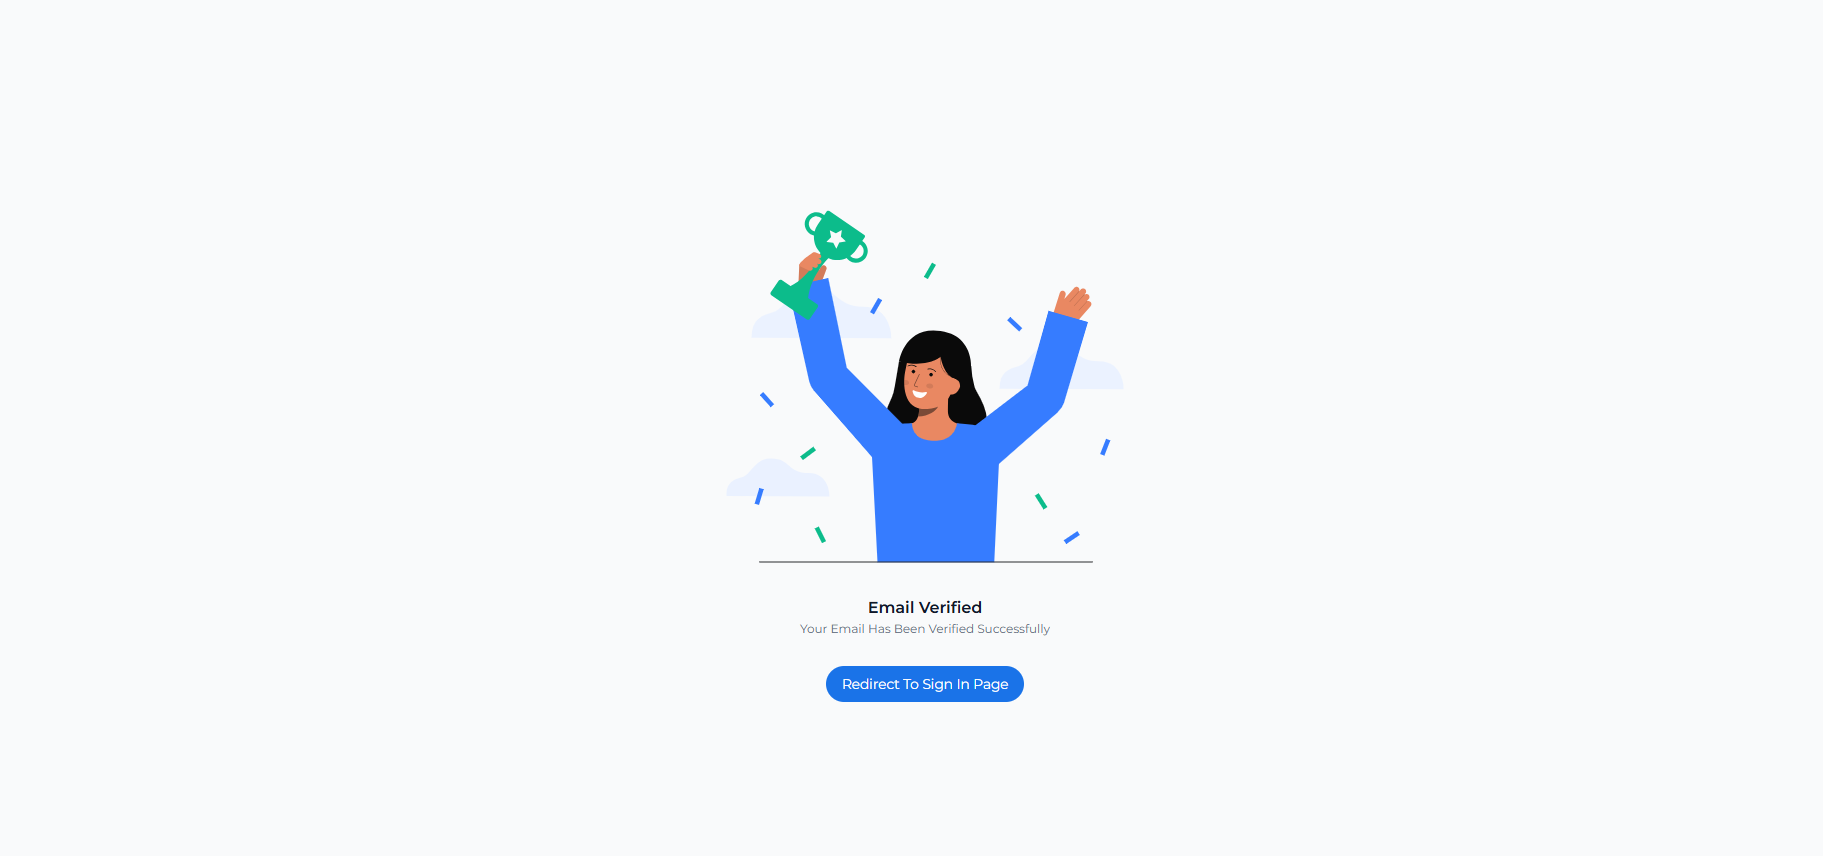 Email Verified
Your Email Has Been Verified Successfully
Redirect To Sign In Page